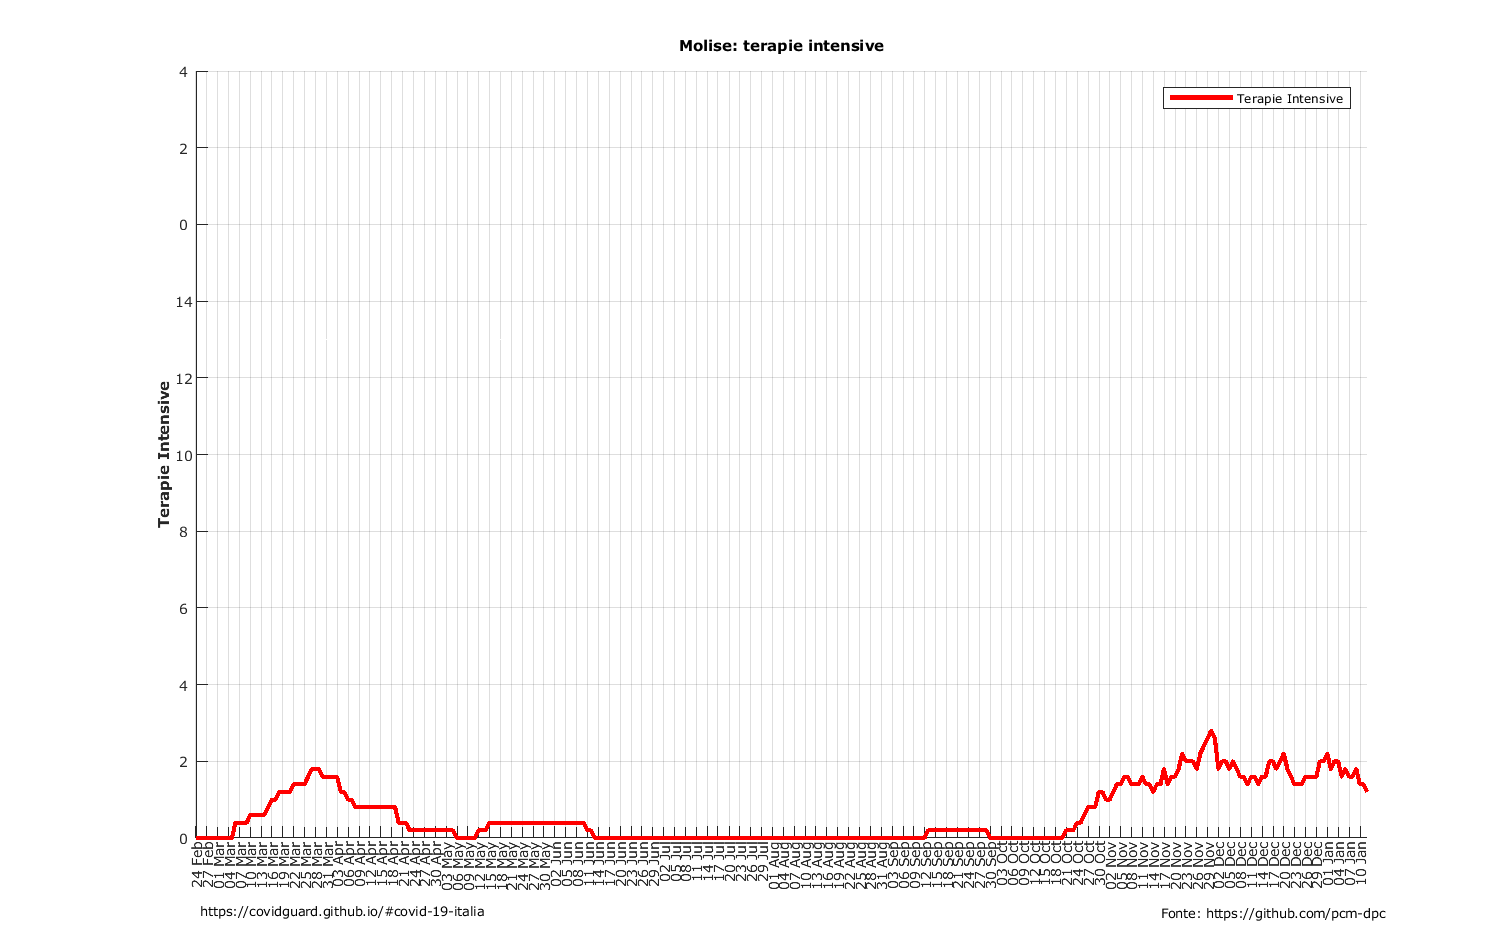 Molise: terapie intensive
Terapie Intensive
4
2
0
14
12
10
8
6
4
2
0
Terapie Intensive
24 Feb
27 Feb
01 Mar
04 Mar
07 Mar
10 Mar
13 Mar
16 Mar
19 Mar
22 Mar
25 Mar
28 Mar
31 Mar
03 Apr
06 Apr
09 Apr
12 Apr
15 Apr
18 Apr
21 Apr
24 Apr
27 Apr
30 Apr
03 May
06 May
09 May
12 May
15 May
18 May
21 May
24 May
27 May
30 May
02 Jun
05 Jun
08 Jun
11 Jun
14 Jun
17 Jun
20 Jun
23 Jun
26 Jun
29 Jun
02 Jul
05 Jul
08 Jul
11 Jul
14 Jul
17 Jul
20 Jul
23 Jul
26 Jul
29 Jul
01 Aug
04 Aug
07 Aug
10 Aug
13 Aug
16 Aug
19 Aug
22 Aug
25 Aug
28 Aug
31 Aug
03 Sep
06 Sep
09 Sep
12 Sep
15 Sep
18 Sep
21 Sep
24 Sep
27 Sep
30 Sep
03 Oct
06 Oct
09 Oct
12 Oct
15 Oct
18 Oct
21 Oct
24 Oct
27 Oct
30 Oct
02 Nov
05 Nov
08 Nov
11 Nov
14 Nov
17 Nov
20 Nov
23 Nov
26 Nov
29 Nov
02 Dec
05 Dec
08 Dec
11 Dec
14 Dec
17 Dec
20 Dec
23 Dec
26 Dec
29 Dec
01 Jan
04 Jan
07 Jan
10 Jan
https://covidguard.github.io/#covid-19-italia
Fonte: https://github.com/pcm-dpc